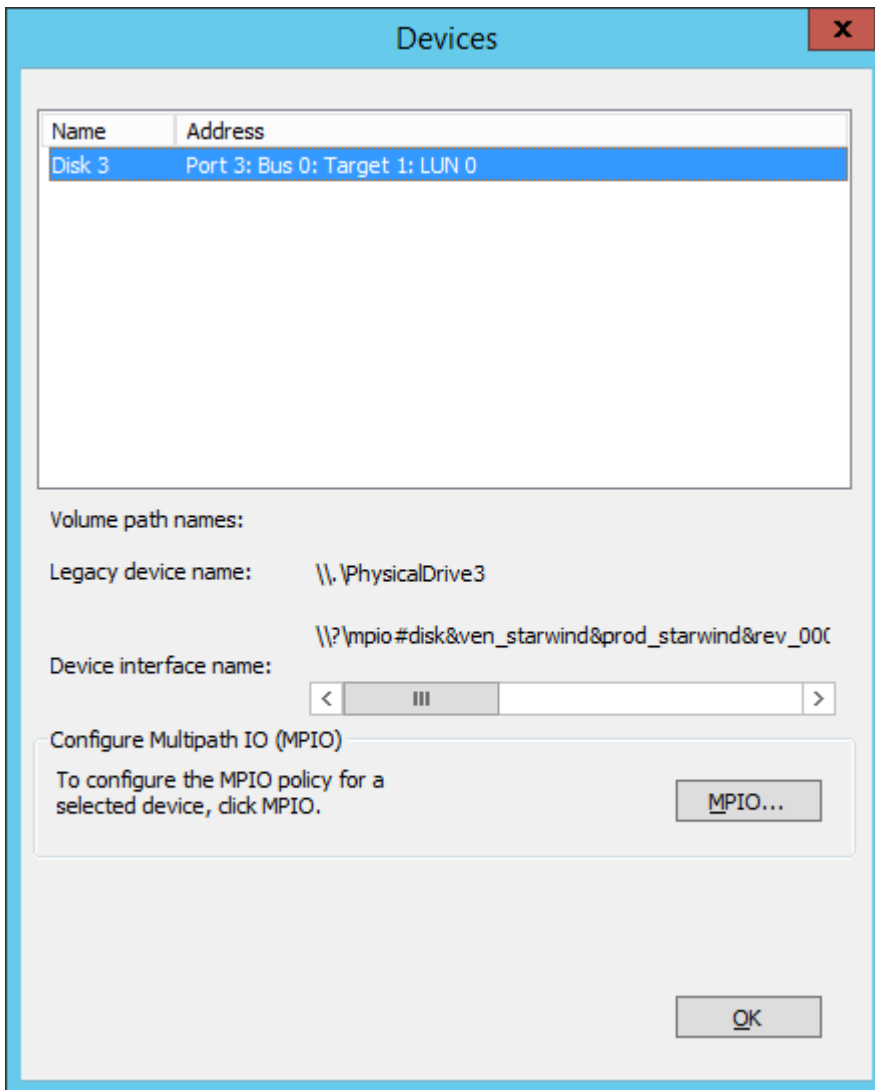 Devices
x
Name Address
Disk 3 Port 3: Bus 0: Target 1: LUN 0
Volume path names:
Legacy device name: \\.\PhysicalDrive3
\\?\mpio#disk&ven_starwind&prod_starwind&rev_000
Device interface name:
Configure Multipath IO (MPIO)
To configure the MPIO policy for a
selected device, click MPIO.
MPIO...
OK